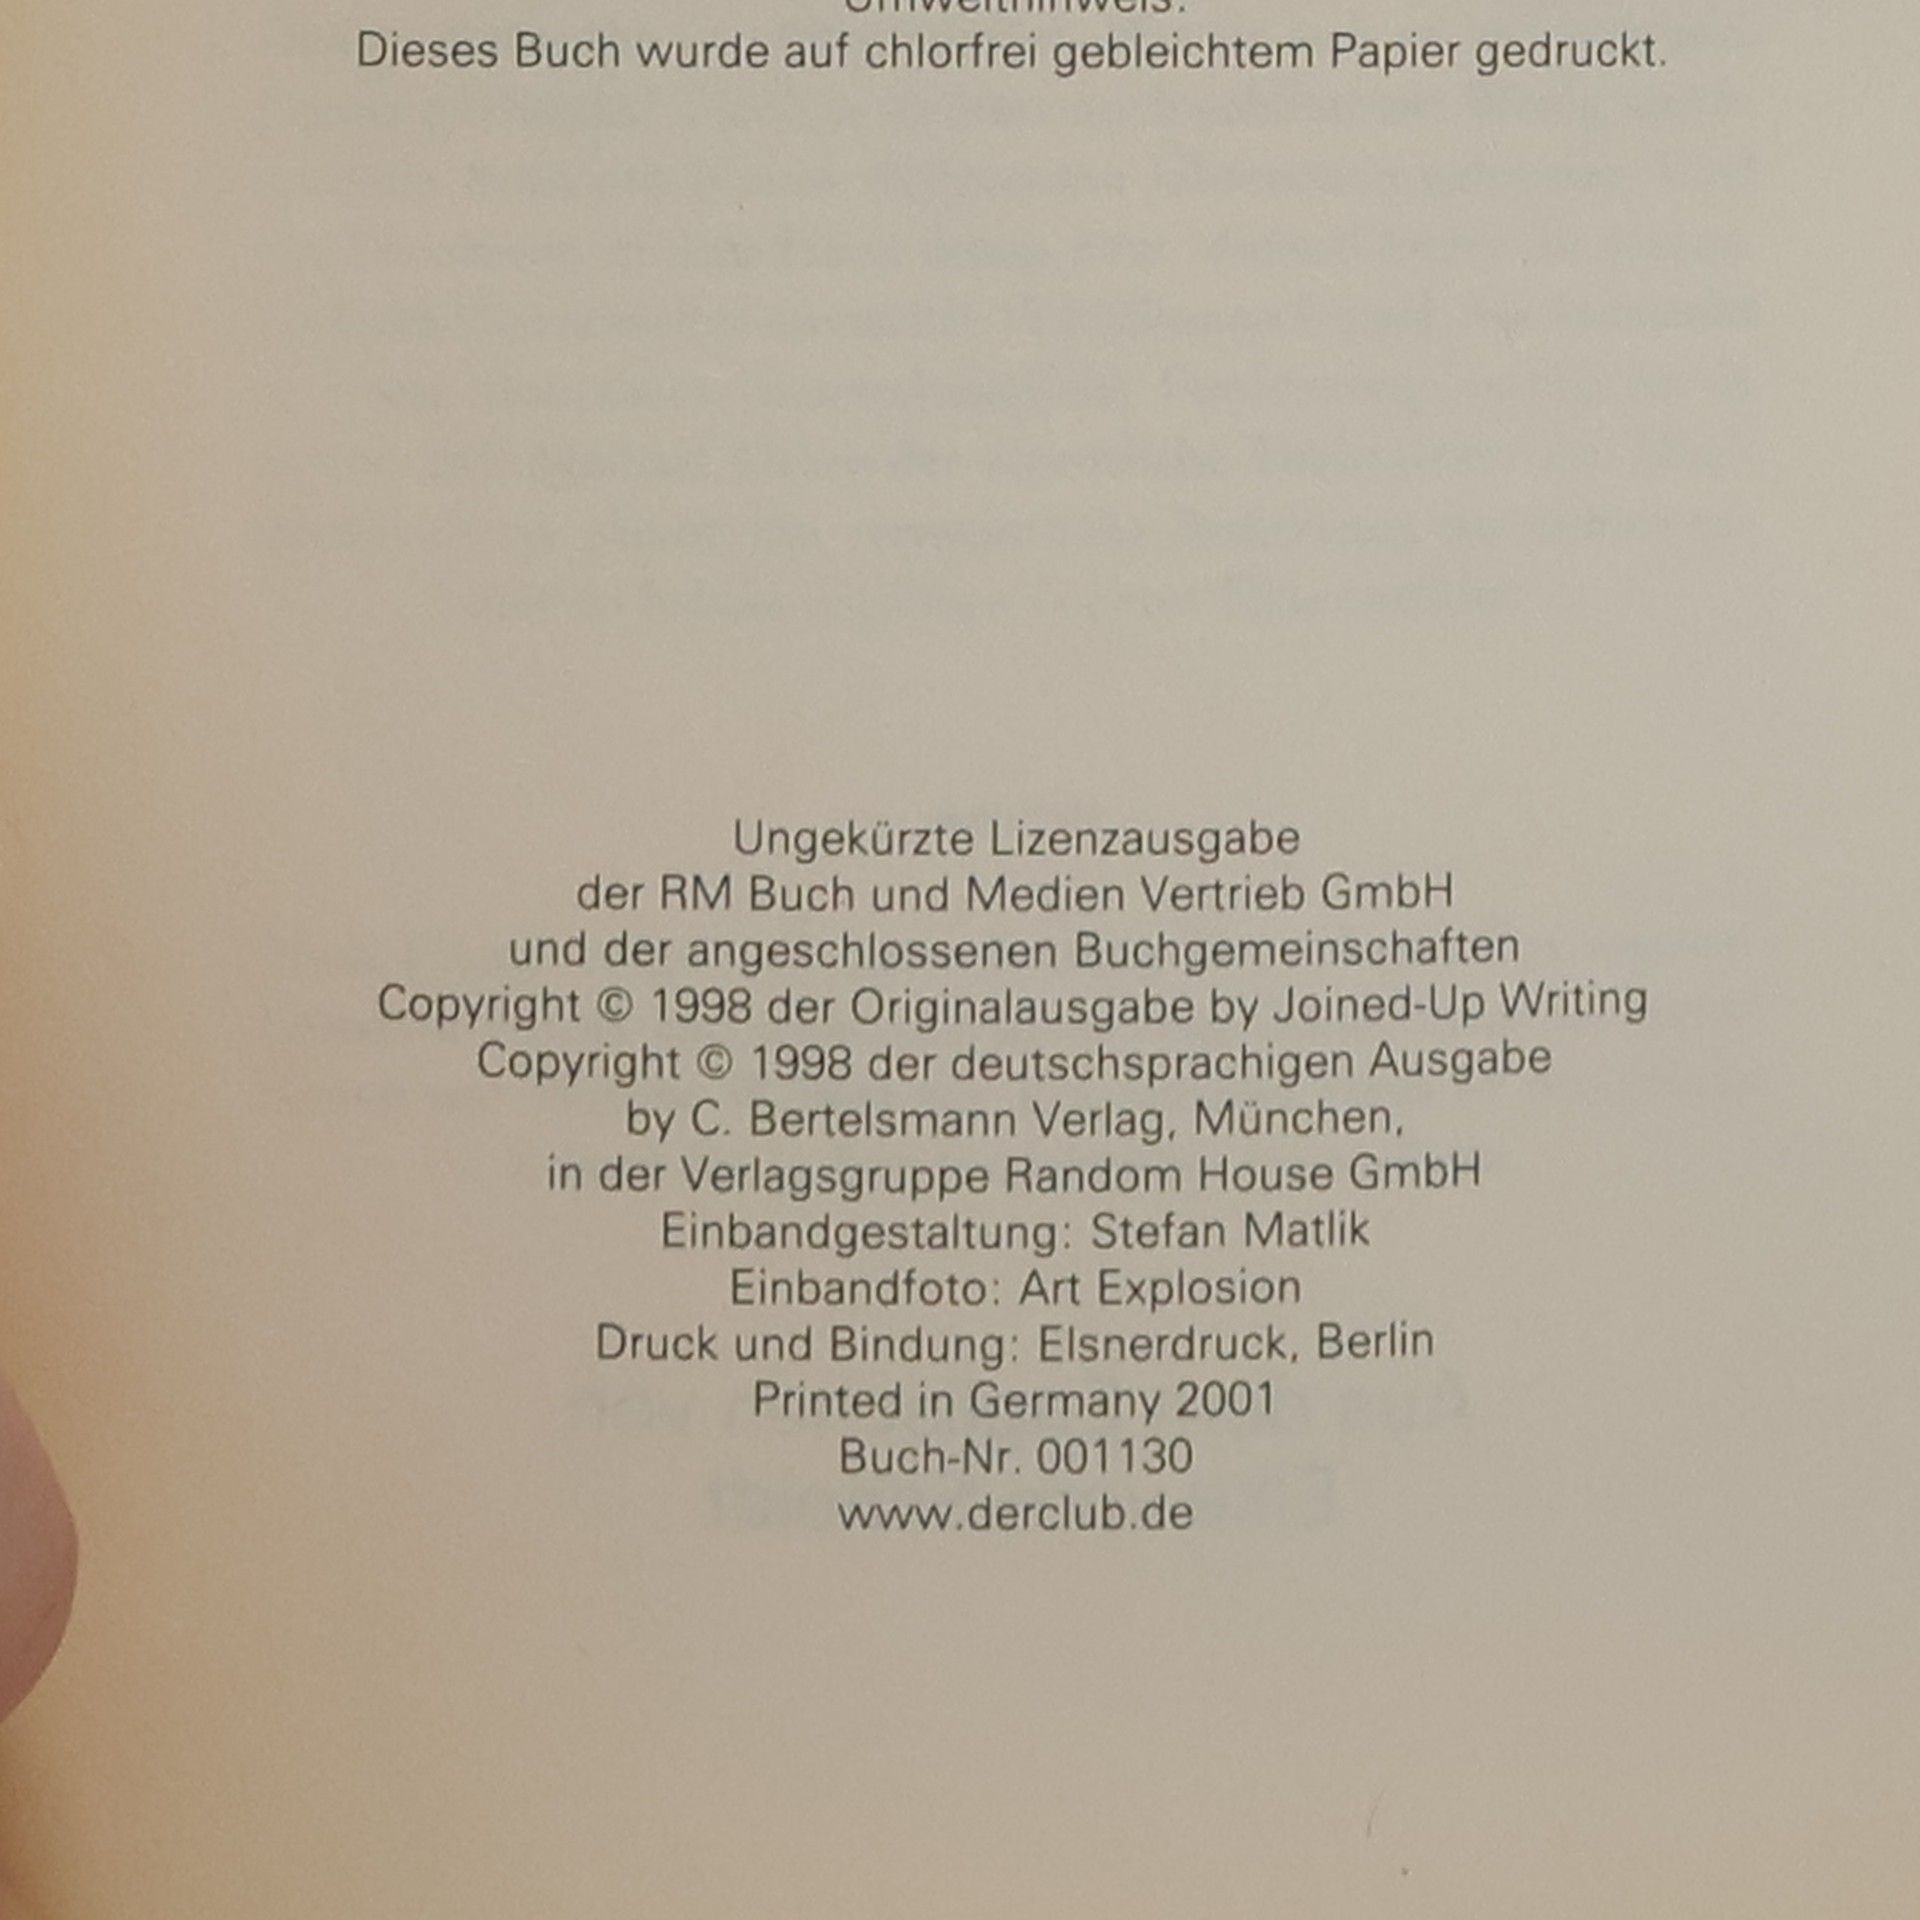 Umwelthinweis:
Dieses Buch wurde auf chlorfrei gebleichtem Papier gedruckt.
Ungekürzte Lizenzausgabe
der RM Buch und Medien Vertrieb GmbH
und der angeschlossenen Buchgemeinschaften
Copyright © 1998 der Originalausgabe by Joined-Up Writing
Copyright © 1998 der deutschsprachigen Ausgabe
by C. Bertelsmann Verlag, München,
in der Verlagsgruppe Random House GmbH
Einbandgestaltung: Stefan Matlik
Einbandfoto: Art Explosion
Druck und Bindung: Elsnerdruck, Berlin
Printed in Germany 2001
Buch-Nr. 001130
www.derclub.de